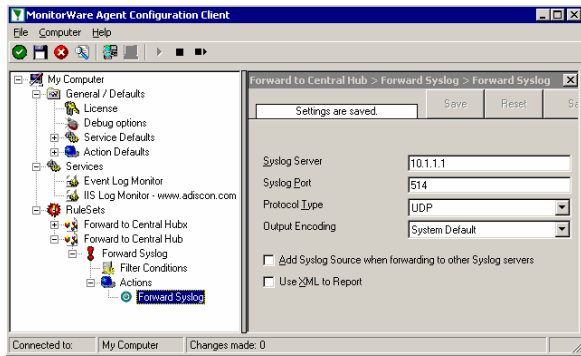 MonitorWare Agent Configuration Client
File Computer Help
My Computer
General / Defaults
License
Debug options
Service Defaults
Action Defaults
Services
Event Log Monitor
IIS Log Monitor - www.adiscon.com
RuleSets
Forward to Central Hubx
Forward to Central Hub
Forward Syslog
Filter Conditions
Actions
Forward Syslog
Forward to Central Hub > Forward Syslog > Forward Syslog
Settings are saved. Save Reset Sa
Syslog Server 10.1.1.1
Syslog Port 514
Protocol Type UDP
Output Encoding System Default
Add Syslog Source when forwarding to other Syslog servers
Use XML to Report
Connected to: My Computer Changes made: 0